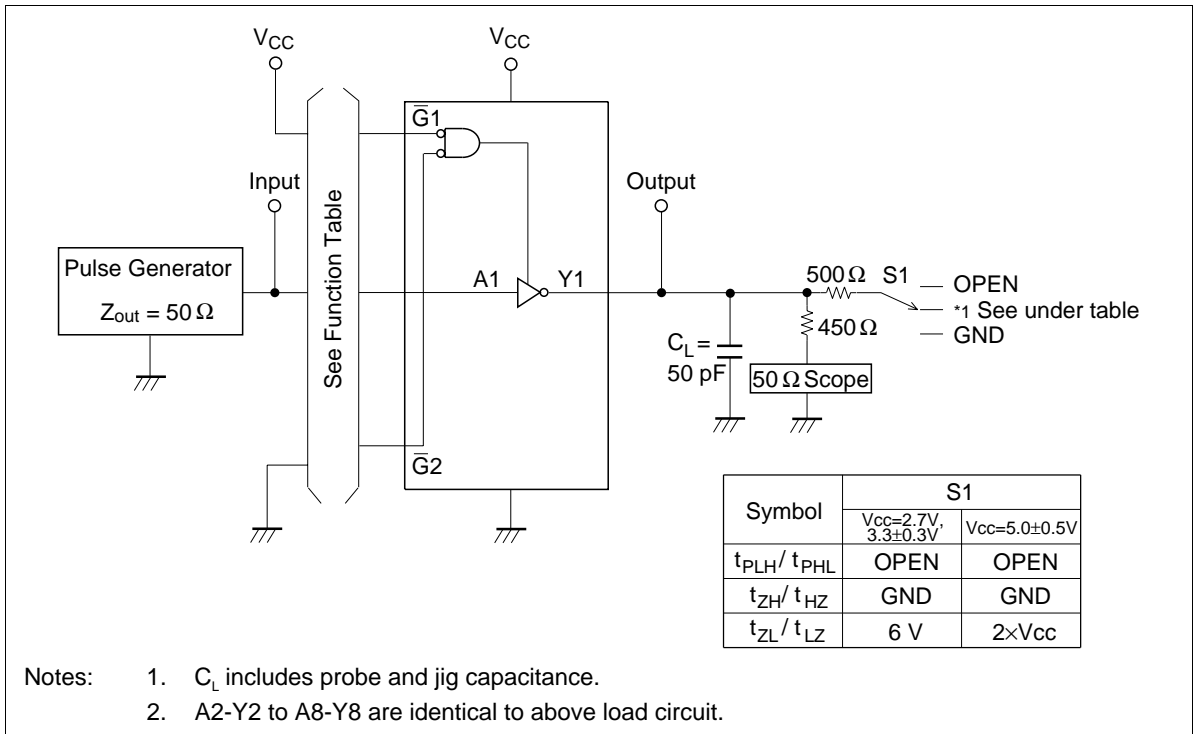 VCC
VCC
G̅1
Input
Output
See Function Table
Pulse Generator
Zout = 50 Ω
A1
Y1
500 Ω
S1
OPEN
*1 See under table
GND
450 Ω
CL =
50 pF
50 Ω Scope
G̅2
Symbol
S1
Vcc=2.7V,
3.3±0.3V
Vcc=5.0±0.5V
tPLH / tPHL OPEN OPEN
tZH / tHZ GND GND
tZL / tLZ 6 V 2×Vcc
Notes: 1. CL includes probe and jig capacitance.
2. A2-Y2 to A8-Y8 are identical to above load circuit.